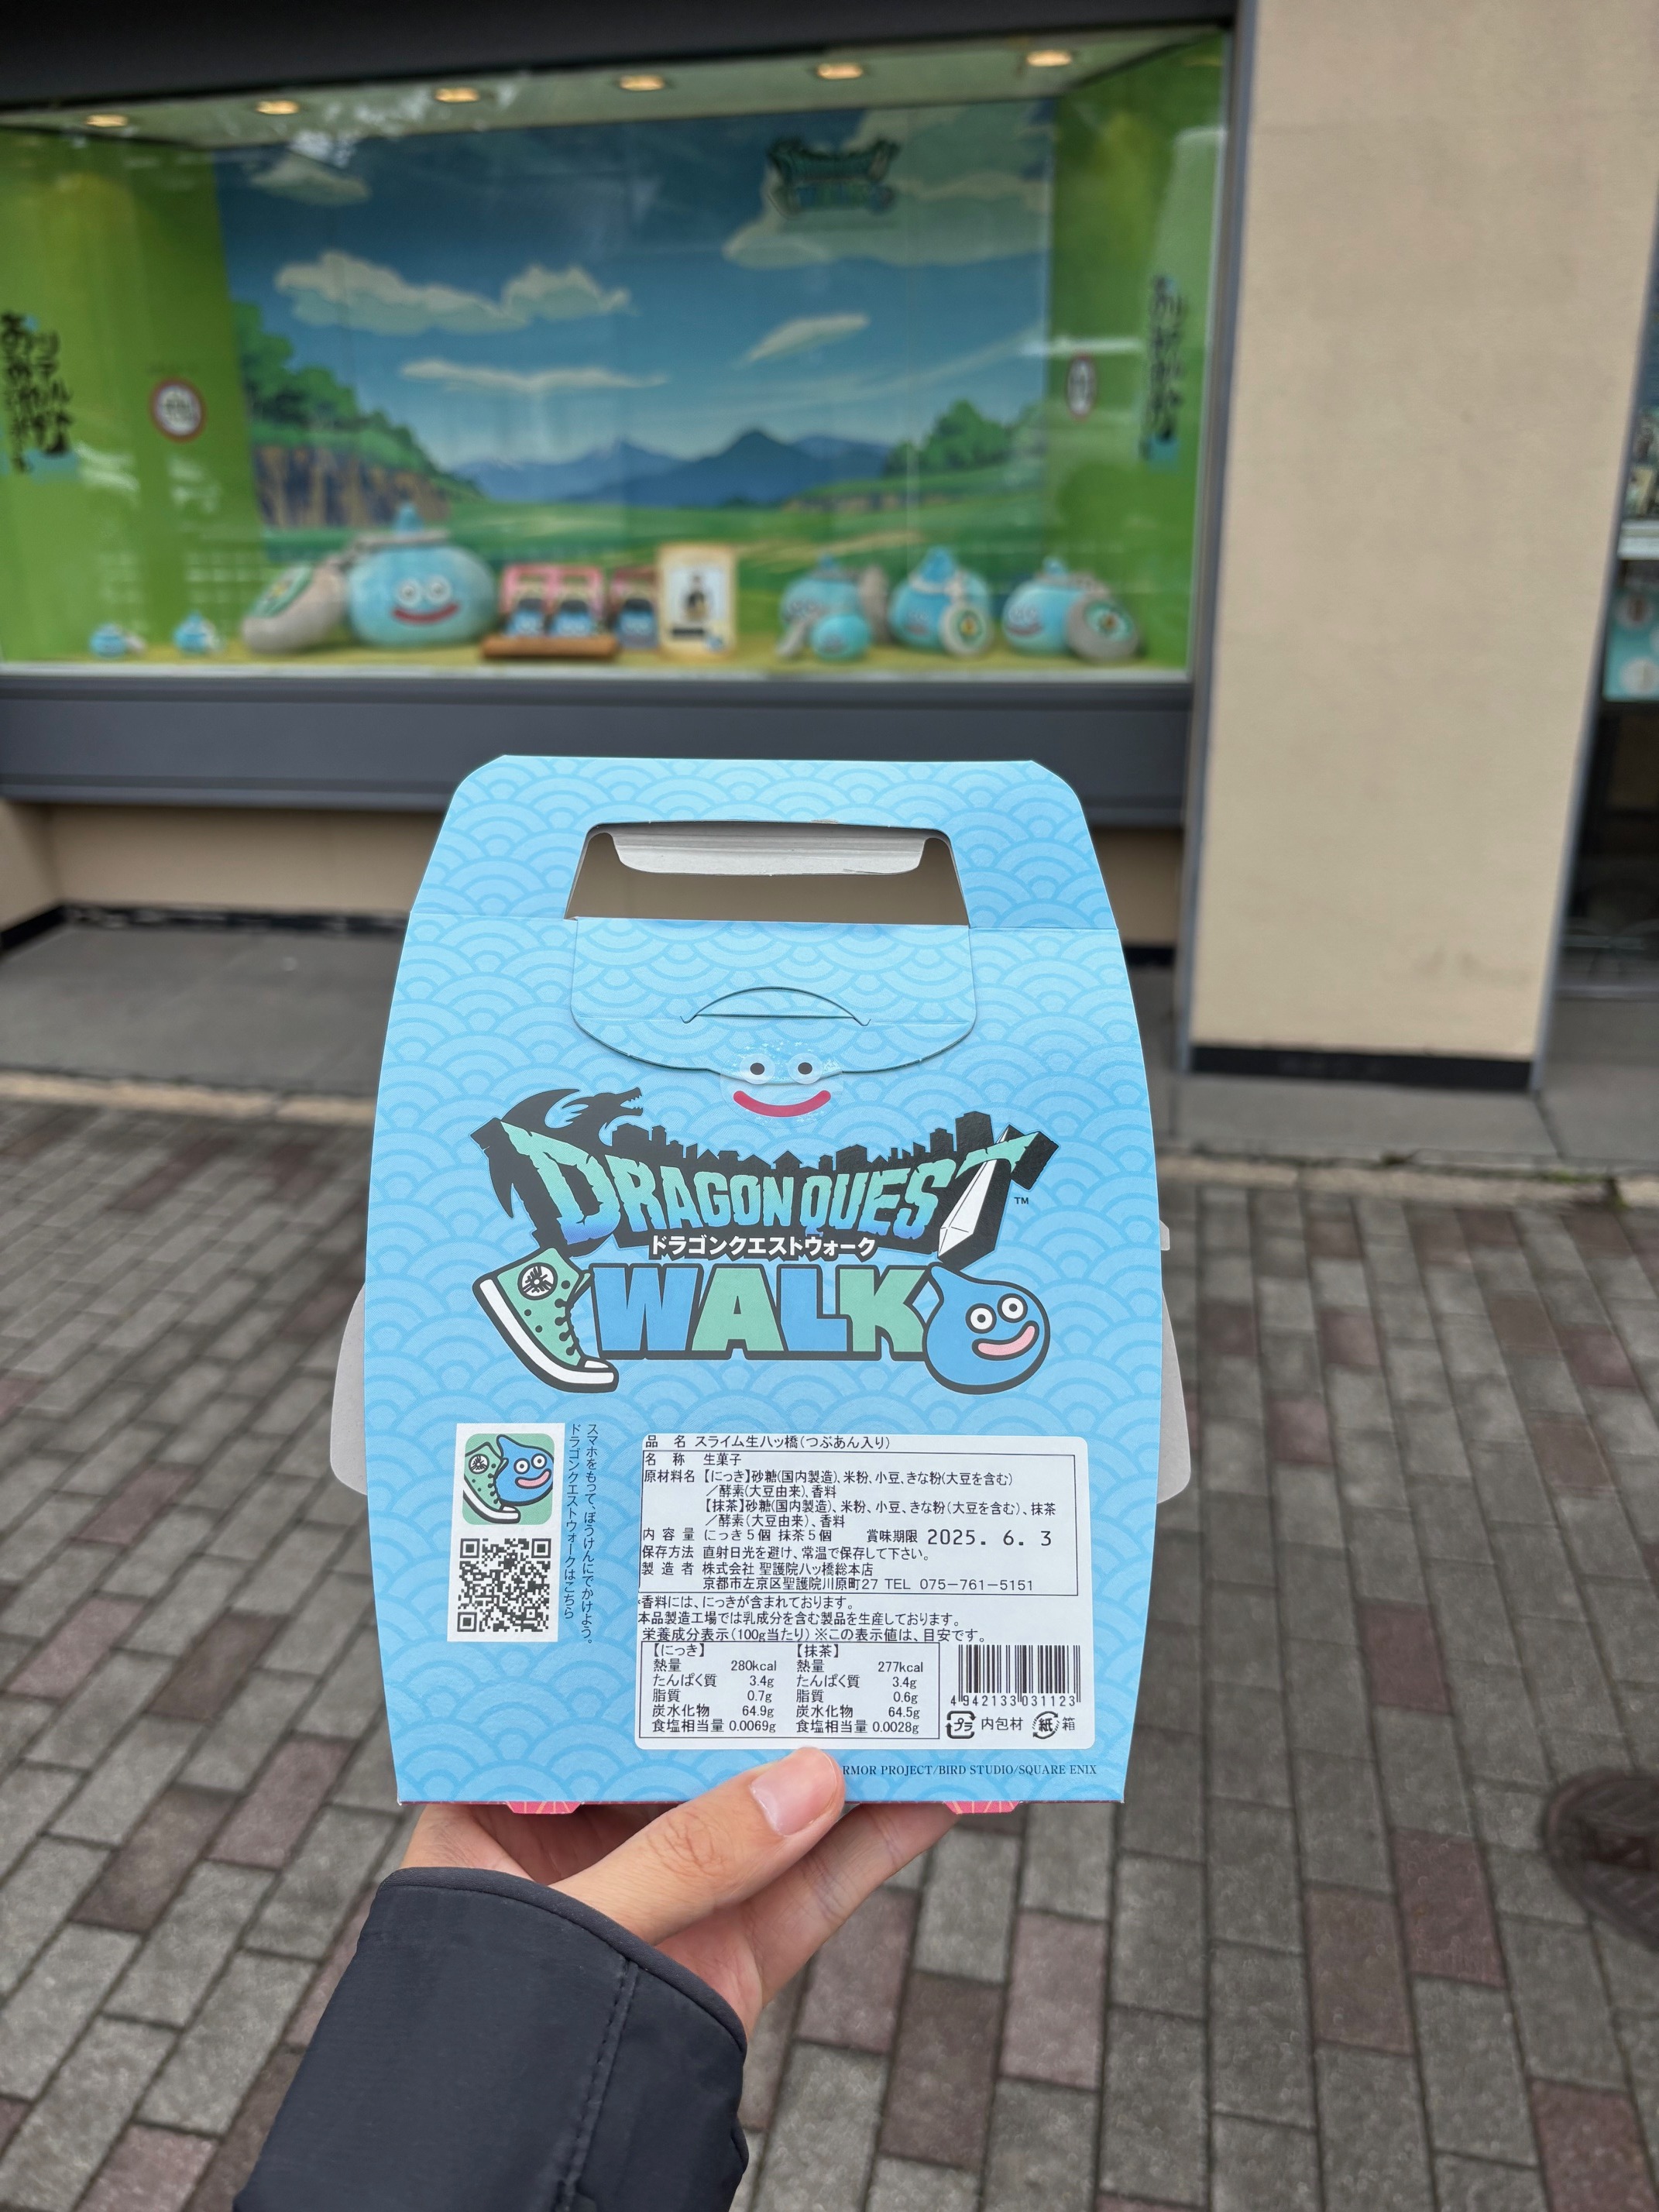 DRAGON QUEST
TM
ドラゴンクエストウォーク
WALK
スマホをもって、ぼうけんにでかけよう。
ドラゴンクエストウォークはこちら
品 名 スライム生八ッ橋(つぶあん入り)
名 称 生菓子
原材料名 【にっき】砂糖(国内製造)、米粉、小豆、きな粉(大豆を含む)
/酵素(大豆由来)、香料
【抹茶】砂糖(国内製造)、米粉、小豆、きな粉(大豆を含む)、抹茶
/酵素(大豆由来)、香料
内 容 量 にっき5個 抹茶5個 賞味期限 2025. 6. 3
保存方法 直射日光を避け、常温で保存して下さい。
製 造 者 株式会社 聖護院八ッ橋総本店
京都市左京区聖護院川原町27 TEL 075-761-5151
*香料には、にっきが含まれております。
本品製造工場では乳成分を含む製品を生産しております。
栄養成分表示(100g当たり)※この表示値は、目安です。
【にっき】 【抹茶】
熱量 280kcal 熱量 277kcal
たんぱく質 3.4g たんぱく質 3.4g
脂質 0.7g 脂質 0.6g
炭水化物 64.9g 炭水化物 64.5g
食塩相当量 0.0069g 食塩相当量 0.0028g
4942133031123
プラ 内包材 紙 箱
PROJECT/BIRD STUDIO/SQUARE ENIX